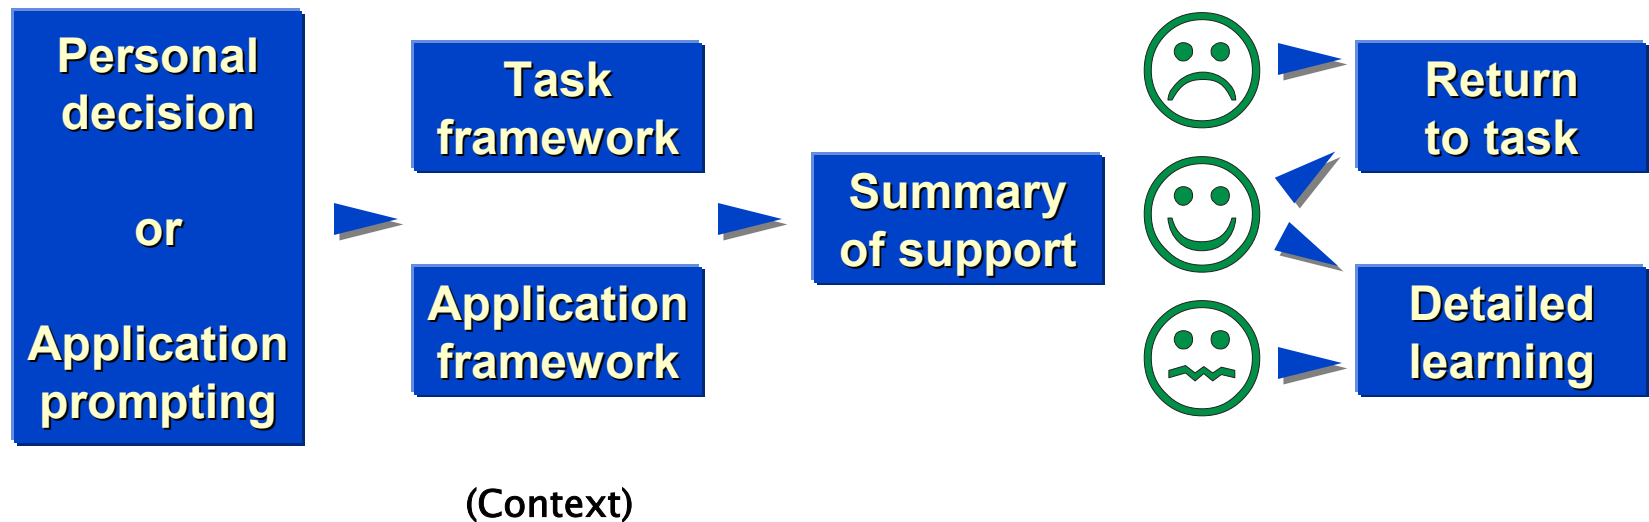 Personal
decision
or
Application
prompting
Task
framework
Application
framework
(Context)
Summary
of support
Return
to task
Detailed
learning